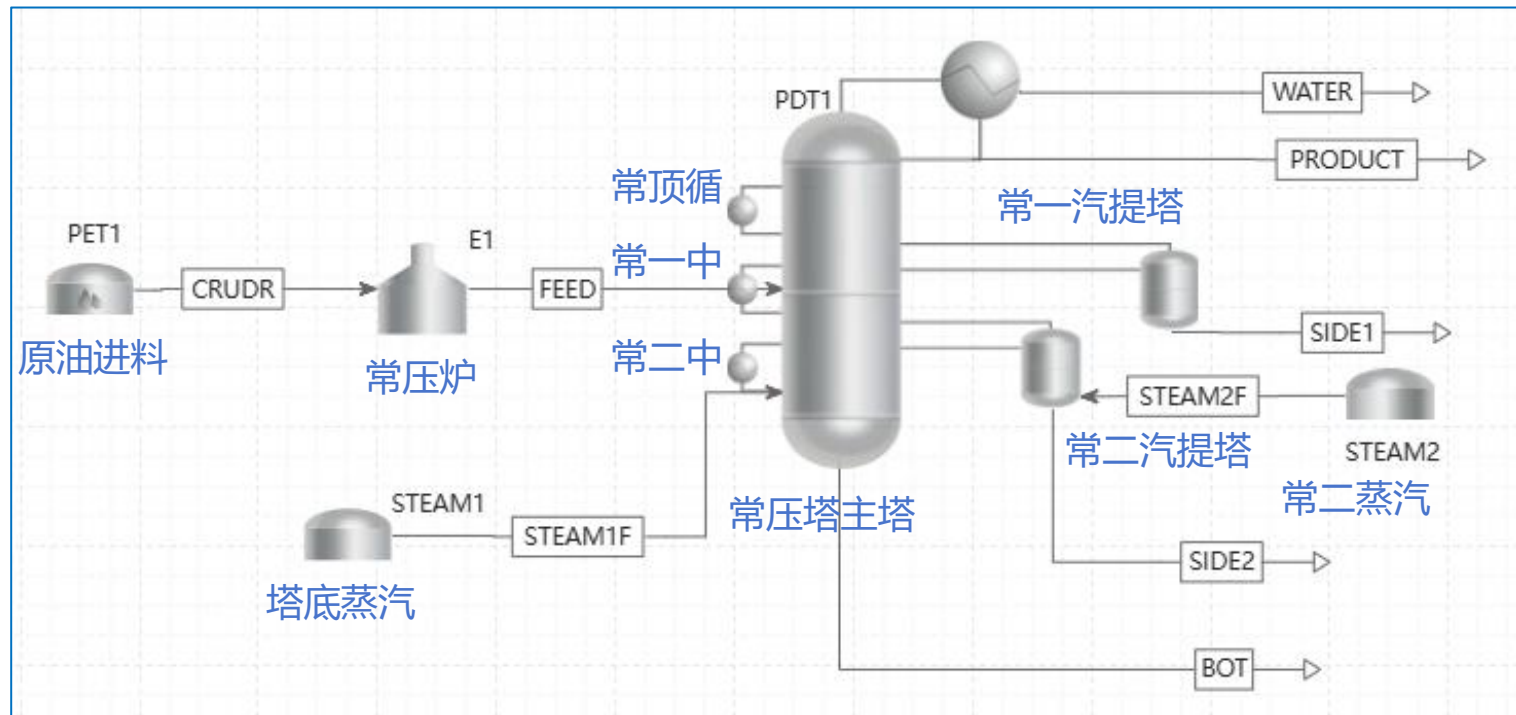 PDT1
WATER
PRODUCT
常顶循
常一汽提塔
PET1
E1
CRUDR
FEED
常一中
SIDE1
原油进料
常压炉
常二中
STEAM2F
常二汽提塔
STEAM2
常二蒸汽
STEAM1
STEAM1F
常压塔主塔
SIDE2
塔底蒸汽
BOT